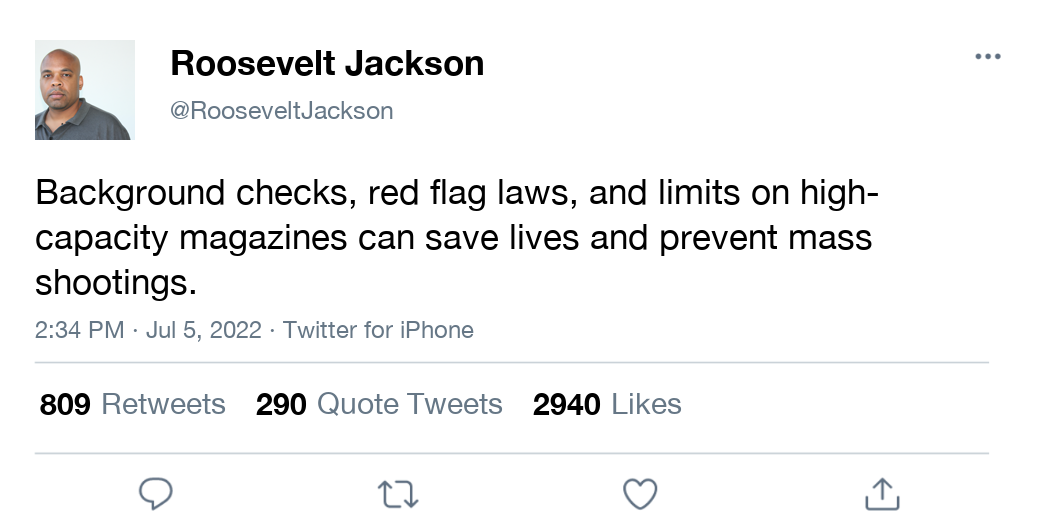 Roosevelt Jackson
@RooseveltJackson
Background checks, red flag laws, and limits on high-
capacity magazines can save lives and prevent mass
shootings.
2:34 PM · Jul 5, 2022 · Twitter for iPhone
809 Retweets 290 Quote Tweets 2940 Likes